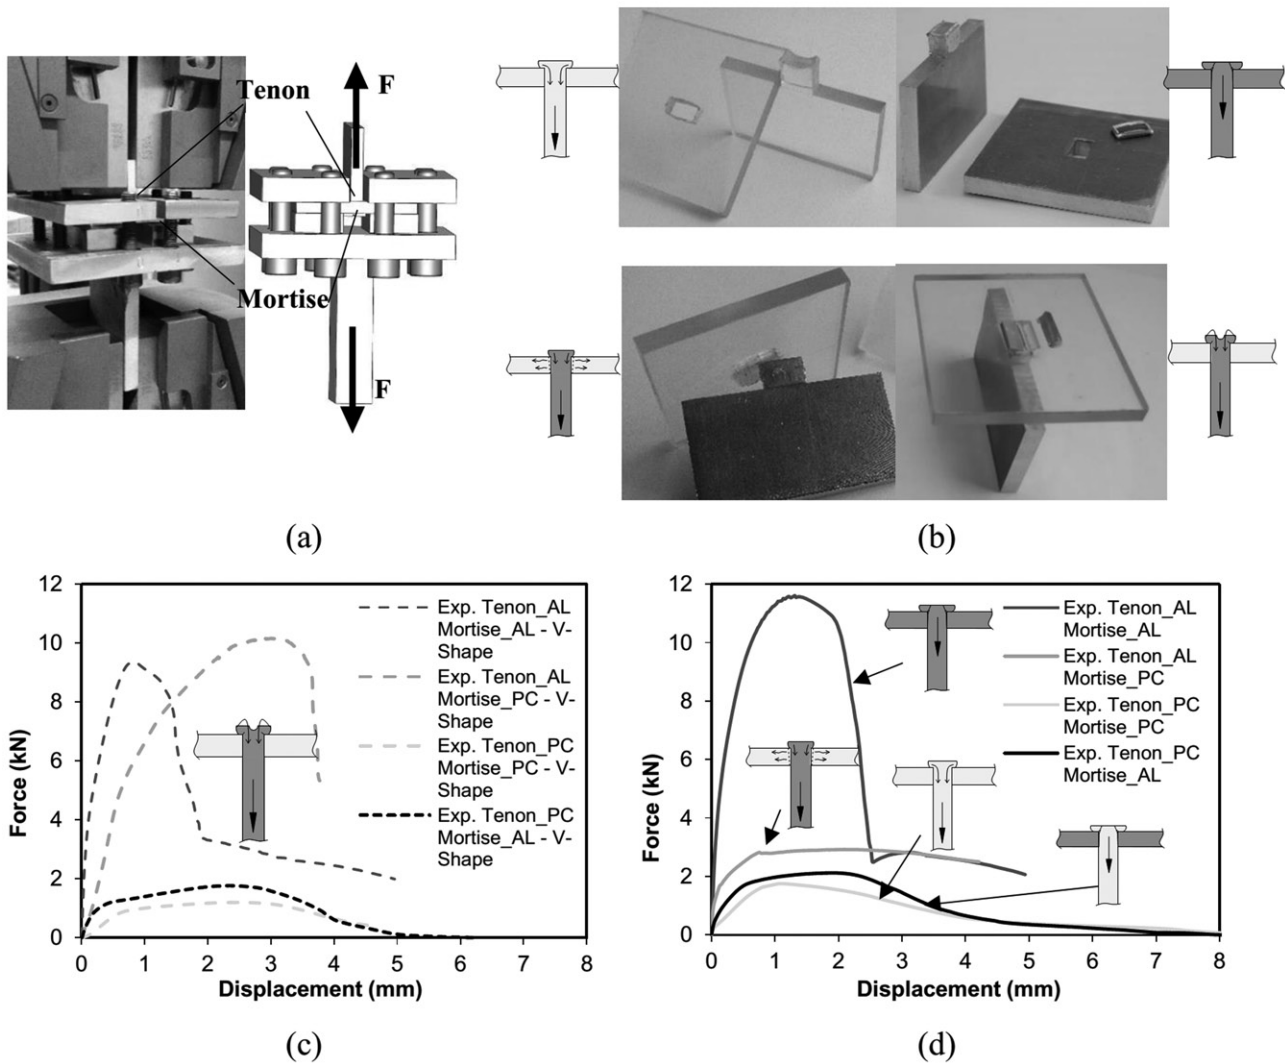 F
Tenon
Mortise
F
(a)
(b)
12
10
8
6
4
2
0
0 1 2 3 4 5 6 7 8
Force (kN)
Displacement (mm)
Exp. Tenon_AL
Mortise_AL - V-
Shape
Exp. Tenon_AL
Mortise_PC - V-
Shape
Exp. Tenon_PC
Mortise_PC - V-
Shape
Exp. Tenon_PC
Mortise_AL - V-
Shape
(c)
12
10
8
6
4
2
0
0 1 2 3 4 5 6 7 8
Force (kN)
Displacement (mm)
Exp. Tenon_AL
Mortise_AL
Exp. Tenon_AL
Mortise_PC
Exp. Tenon_PC
Mortise_PC
Exp. Tenon_PC
Mortise_AL
(d)